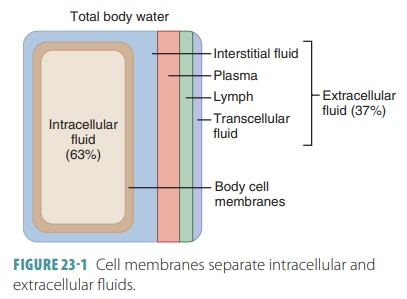 Total body water
Interstitial fluid
Plasma
Lymph
Transcellular
fluid
Extracellular
fluid (37%)
Intracellular
fluid
(63%)
Body cell
membranes
FIGURE 23-1 Cell membranes separate intracellular and
extracellular fluids.